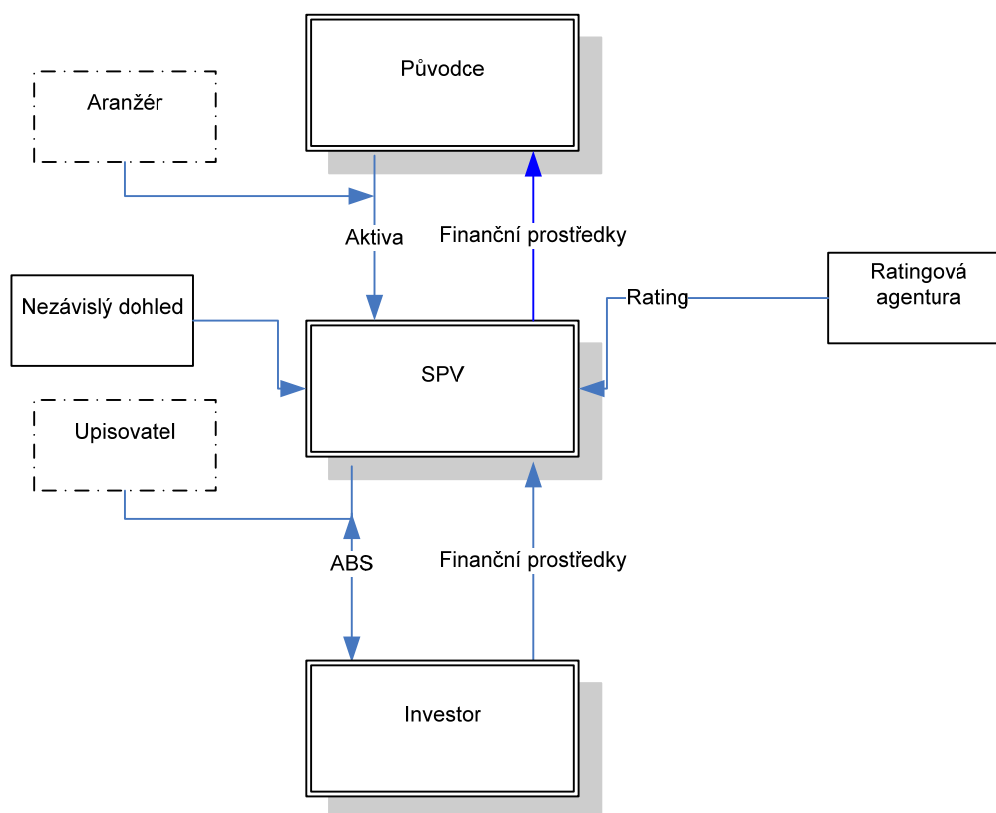 Původce
Aranžér
Aktiva
Finanční prostředky
Ratingová
agentura
Nezávislý dohled
Rating
SPV
Upisovatel
ABS
Finanční prostředky
Investor